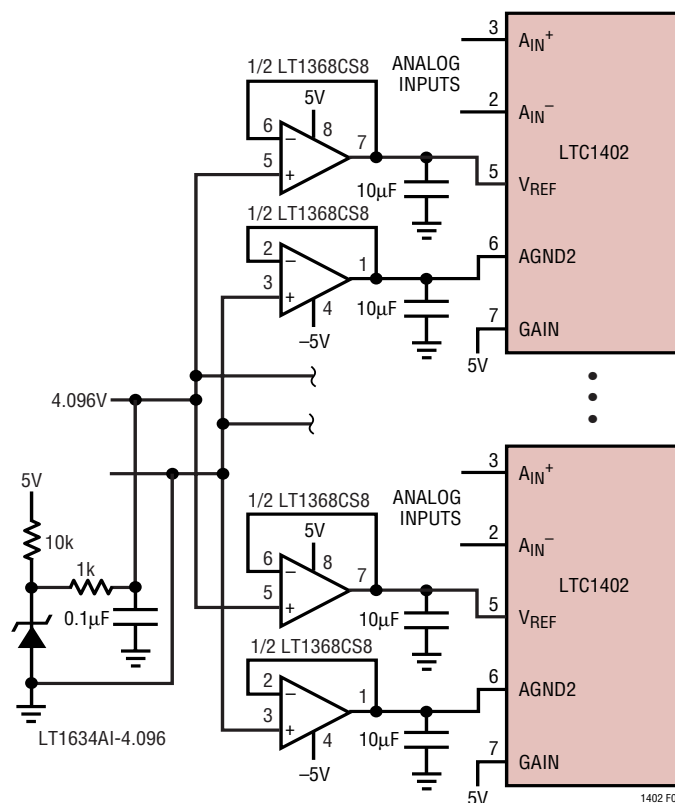 3
A_IN+
1/2 LT1368CS8
ANALOG
INPUTS
5V
6
–
8
7
2
A_IN–
LTC1402
5
+
10µF
5
V_REF
1/2 LT1368CS8
2
–
1
6
AGND2
3
+
4
10µF
–5V
7
GAIN
5V
4.096V
3
A_IN+
5V
1/2 LT1368CS8
ANALOG
INPUTS
10k
5V
6
–
8
7
2
A_IN–
1k
LTC1402
5
+
10µF
5
V_REF
0.1µF
1/2 LT1368CS8
2
–
1
6
AGND2
3
+
4
10µF
LT1634AI-4.096
–5V
7
GAIN
5V